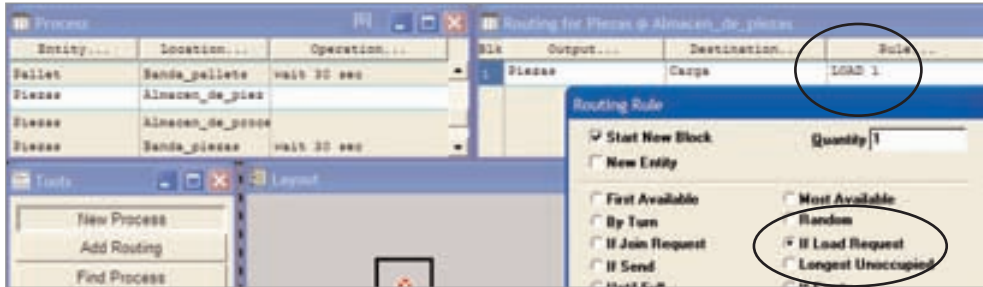 Process
Entity... Location... Operation...
Pallet Banda_pallets wait 30 sec
Piezas Almacen_de_piez
Piezas Almacen_de_proce
Piezas Banda_piezas wait 30 sec
Routing for Piezas @ Almacen_de_piezas
Blk Output... Destination... Rule...
1 Piezas Carga LOAD 1
Routing Rule
Start New Block Quantity 1
New Entity
First Available Most Available
By Turn Random
If Join Request If Load Request
If Send Longest Unoccupied
Until Full
Tools
New Process
Add Routing
Find Process
Layout